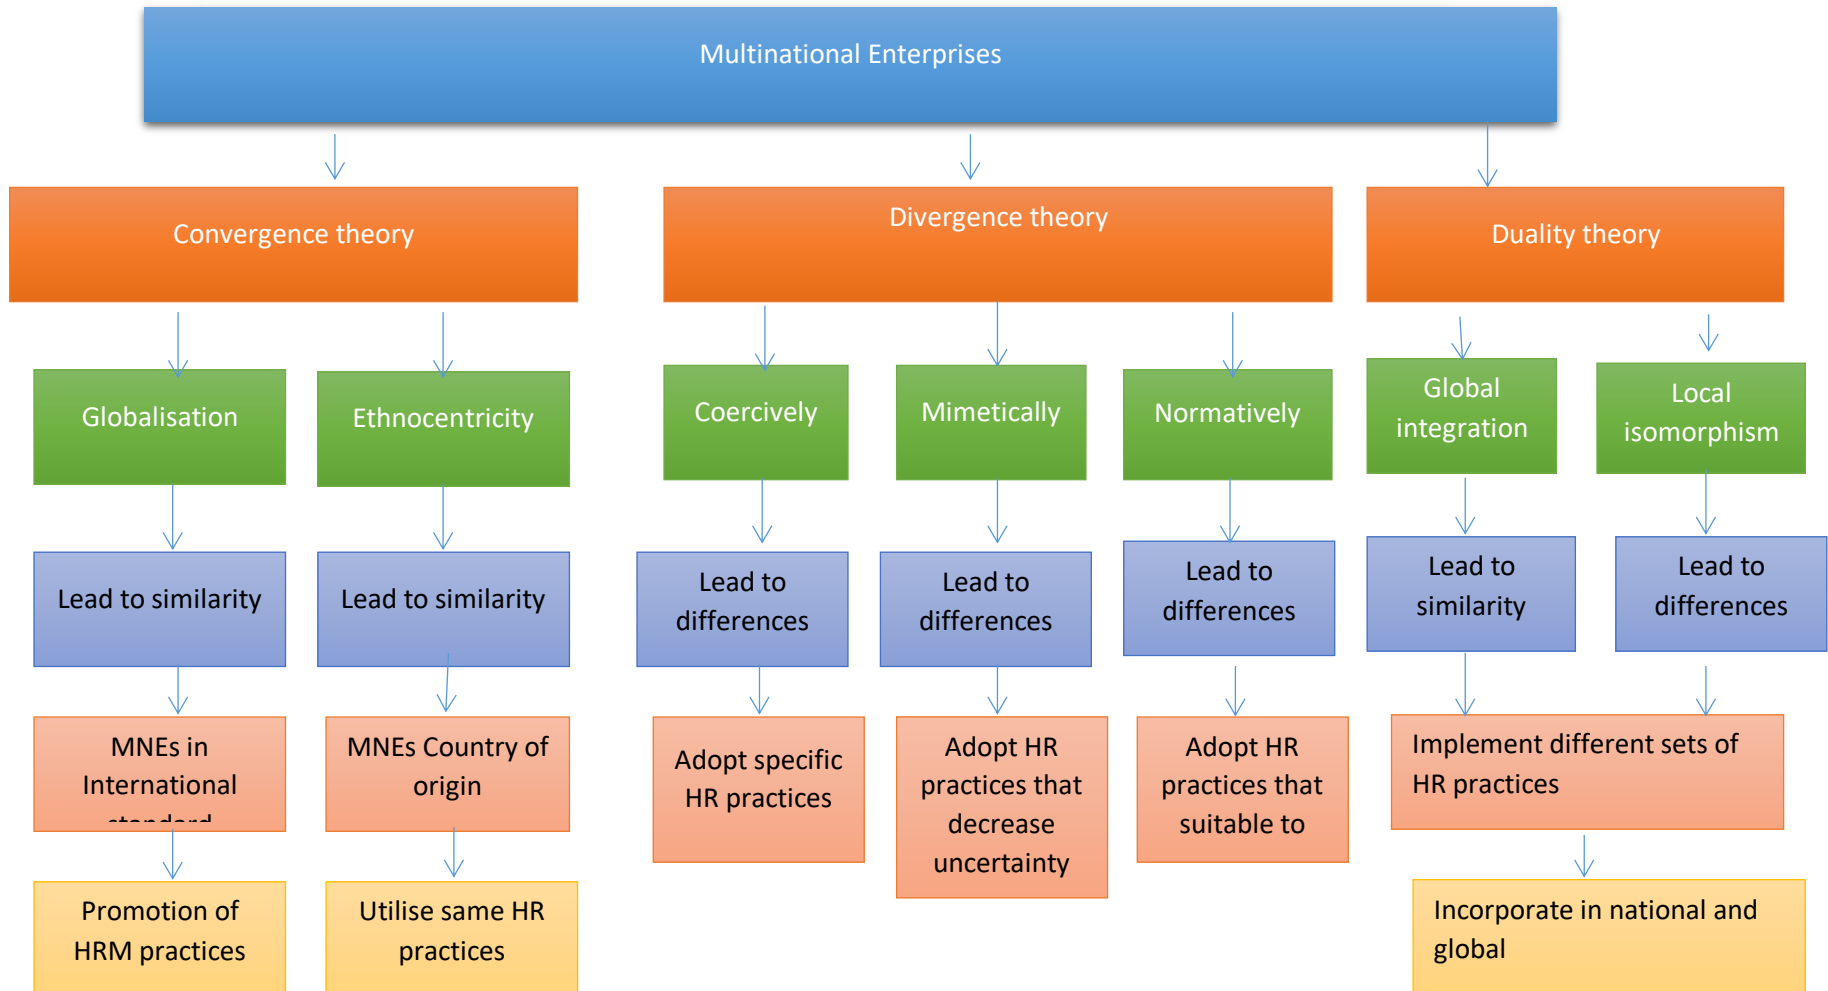 Multinational Enterprises
Convergence theory
Divergence theory
Duality theory
Globalisation
Ethnocentricity
Coercively
Mimetically
Normatively
Global
integration
Local
isomorphism
Lead to similarity
Lead to similarity
Lead to
differences
Lead to
differences
Lead to
differences
Lead to
similarity
Lead to
differences
MNEs in
International
MNEs Country of
origin
Adopt specific
HR practices
Adopt HR
practices that
decrease
uncertainty
Adopt HR
practices that
suitable to
Implement different sets of
HR practices
Promotion of
HRM practices
Utilise same HR
practices
Incorporate in national and
global